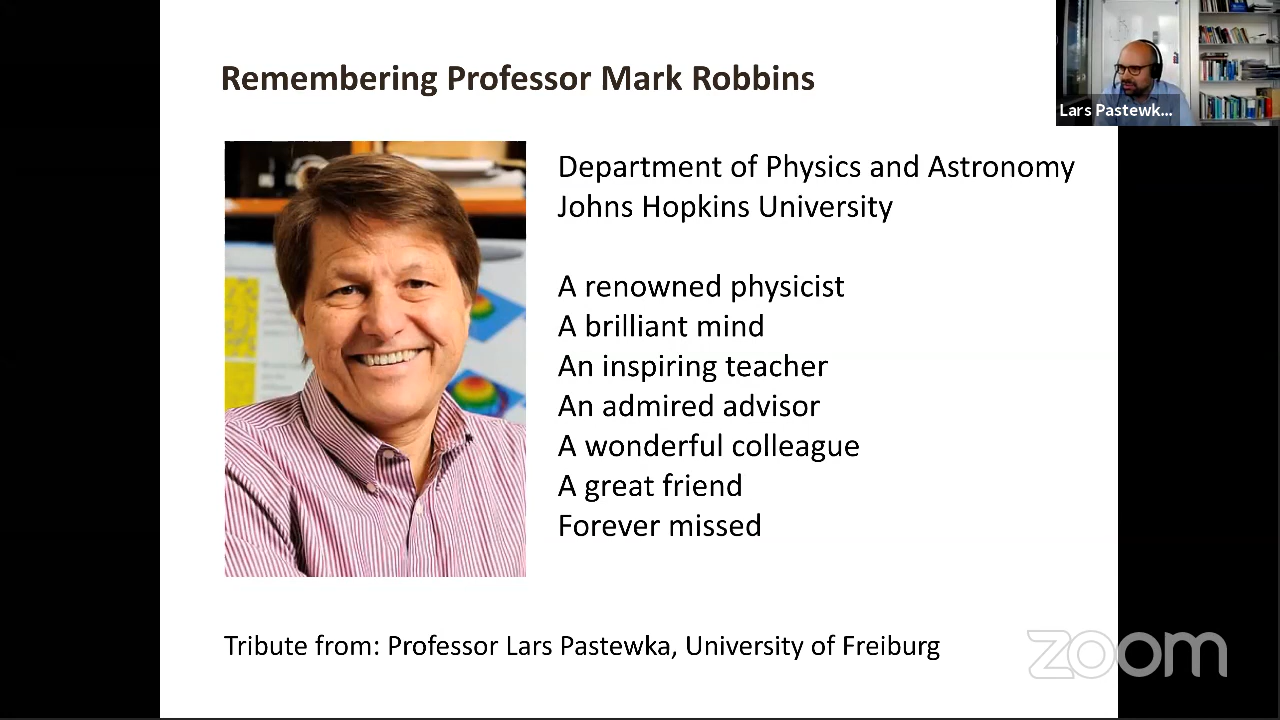 Remembering Professor Mark Robbins
Lars Pastewk...
Department of Physics and Astronomy
Johns Hopkins University
A renowned physicist
A brilliant mind
An inspiring teacher
An admired advisor
A wonderful colleague
A great friend
Forever missed
Tribute from: Professor Lars Pastewka, University of Freiburg
zoom